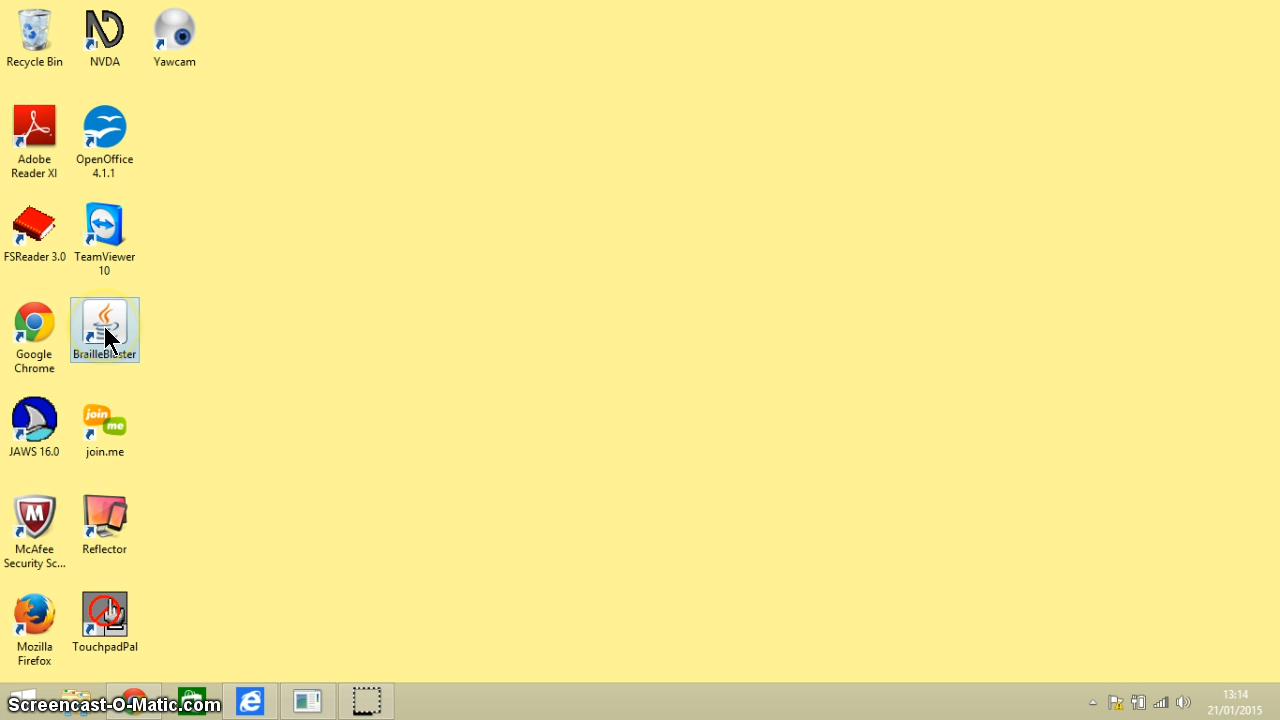 Recycle Bin
NVDA
Yawcam
Adobe
Reader XI
OpenOffice
4.1.1
FSReader 3.0
TeamViewer
10
Google
Chrome
BrailleBlaster
JAWS 16.0
join
me
join.me
McAfee
Security Sc...
Reflector
Mozilla
Firefox
TouchpadPal
Screencast-O-Matic.com
13:14
21/01/2015